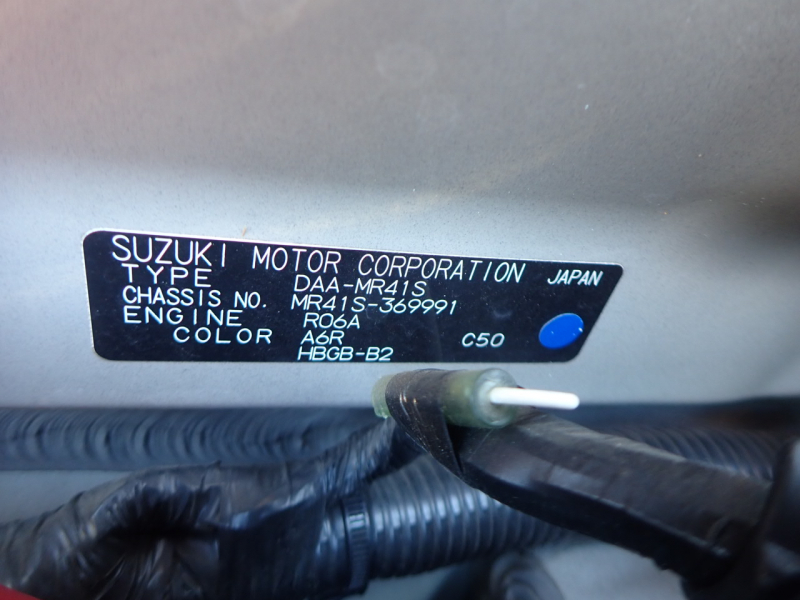 SUZUKI MOTOR CORPORATION JAPAN
TYPE DAA-MR41S
CHASSIS NO. MR41S-369991
ENGINE R06A
COLOR A6R C50
HBGB-B2